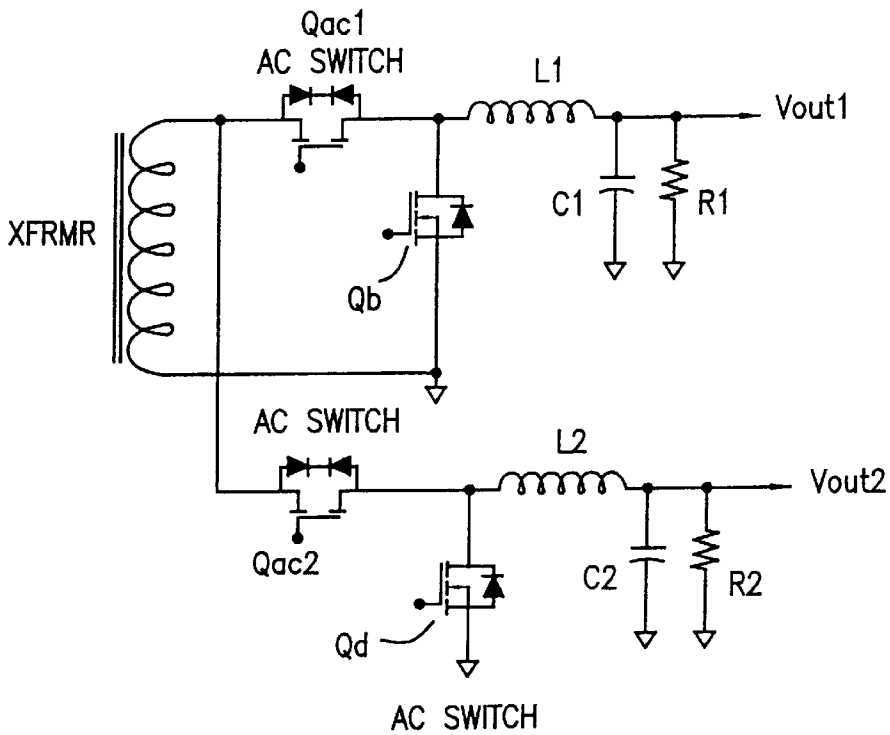 Qac1
AC SWITCH
L1
Vout1
C1
R1
XFRMR
Qb
AC SWITCH
L2
Vout2
Qac2
C2
R2
Qd
AC SWITCH